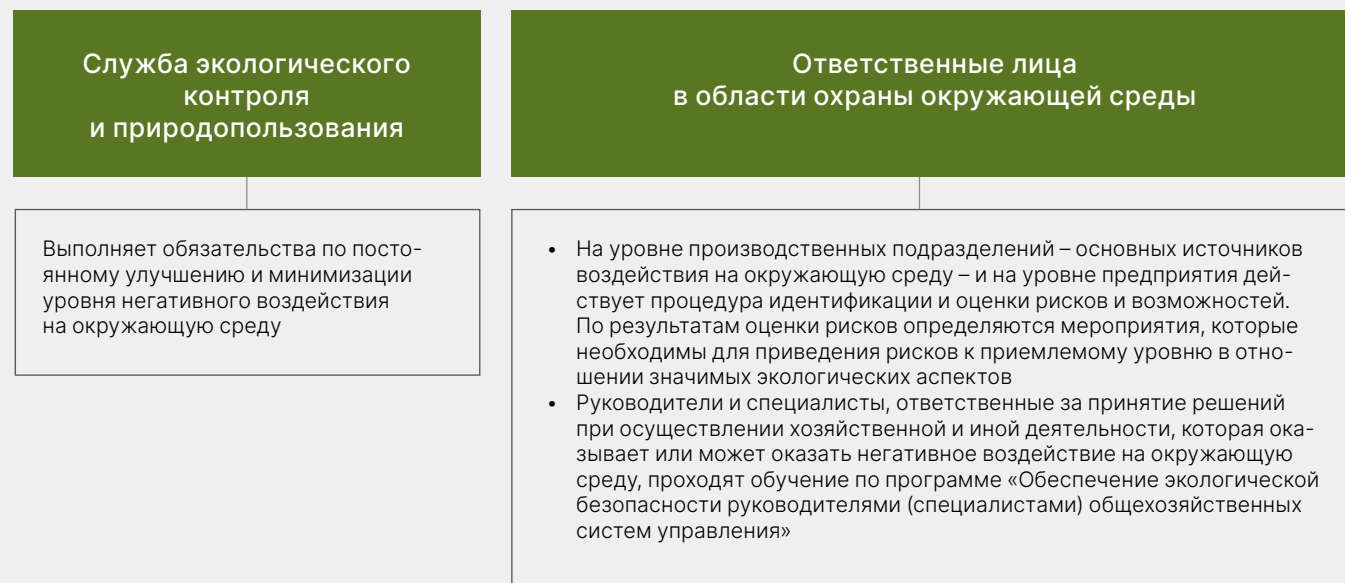 Служба экологического
контроля
и природопользования
Выполняет обязательства по посто-
янному улучшению и минимизации
уровня негативного воздействия
на окружающую среду
Ответственные лица
в области охраны окружающей среды
• На уровне производственных подразделений – основных источников
воздействия на окружающую среду – и на уровне предприятия дей-
ствует процедура идентификации и оценки рисков и возможностей.
По результатам оценки рисков определяются мероприятия, которые
необходимы для приведения рисков к приемлемому уровню в отно-
шении значимых экологических аспектов
• Руководители и специалисты, ответственные за принятие решений
при осуществлении хозяйственной и иной деятельности, которая ока-
зывает или может оказать негативное воздействие на окружающую
среду, проходят обучение по программе «Обеспечение экологической
безопасности руководителями (специалистами) общехозяйственных
систем управления»